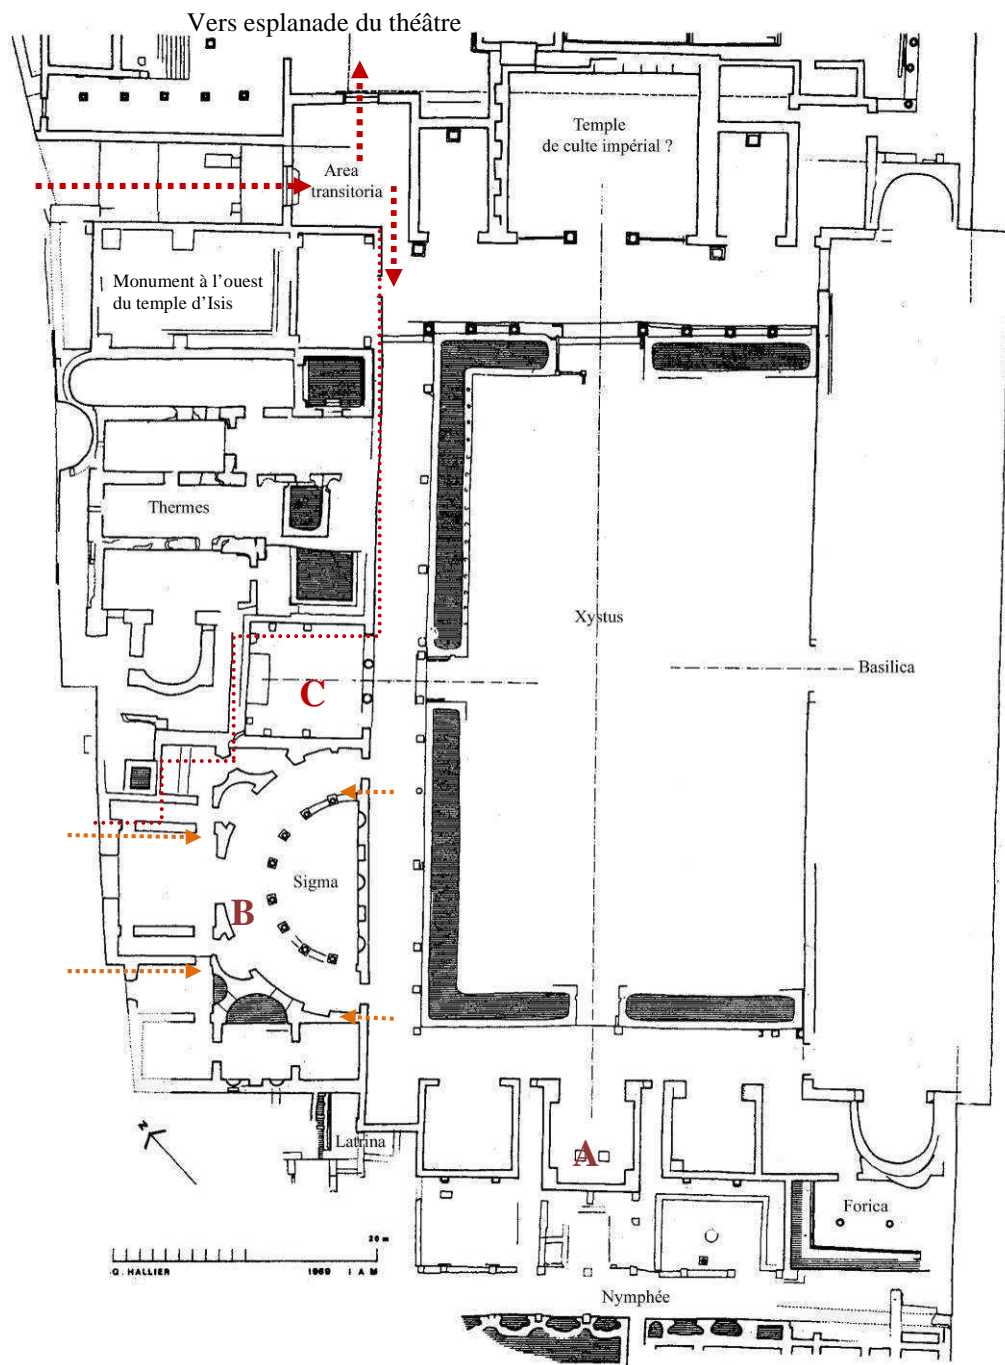 Vers esplanade du théâtre
Temple
de culte impérial ?
Area
transitoria
Monument à l'ouest
du temple d'Isis
Thermes
Xystus
Basilica
C
Sigma
B
N
Latrina
A
Forica
20 m
G. HALLIER 1969 I A M
Nymphée